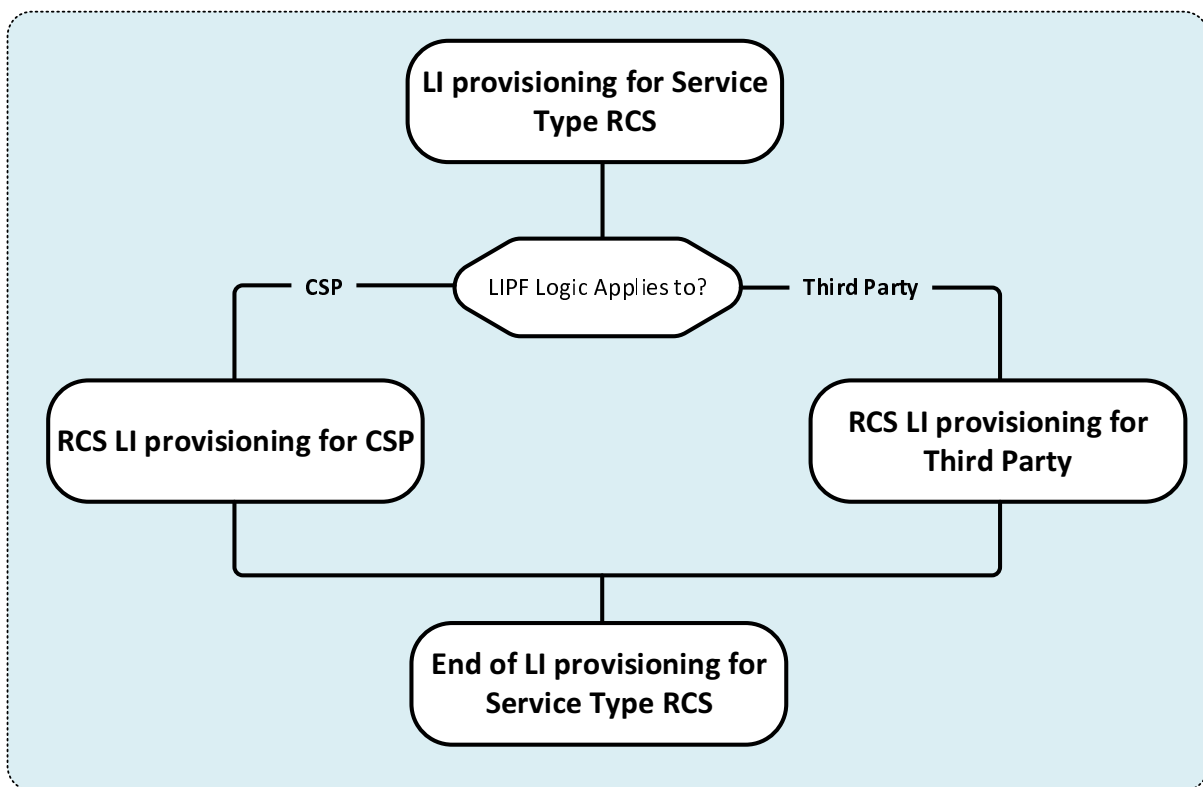 LI provisioning for Service
Type RCS
LIPF Logic Applies to?
CSP
Third Party
RCS LI provisioning for CSP
RCS LI provisioning for
Third Party
End of LI provisioning for
Service Type RCS